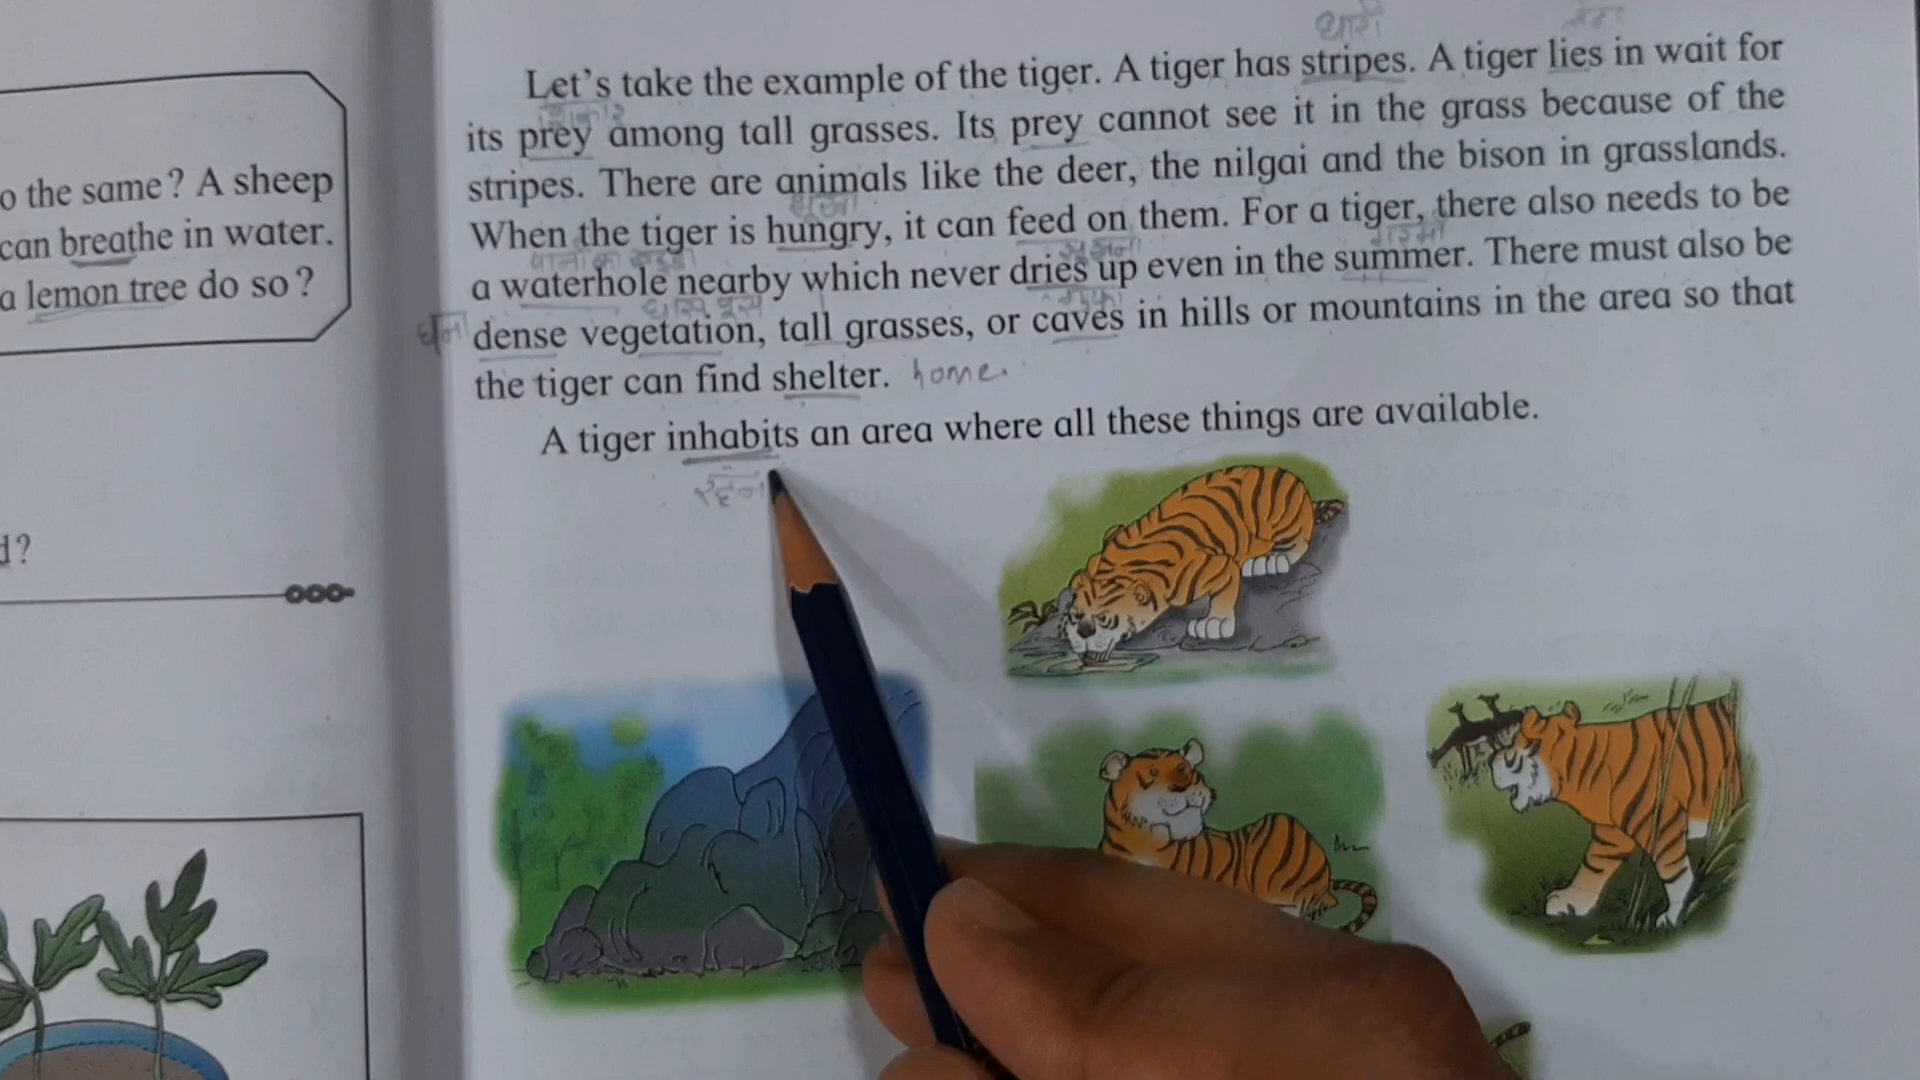 o the same? A sheep
can breathe in water.
a lemon tree do so?
d?
धारी
Let's take the example of the tiger. A tiger has stripes. A tiger lies in wait for
शिकार
its prey among tall grasses. Its prey cannot see it in the grass because of the
stripes. There are animals like the deer, the nilgai and the bison in grasslands.
भूखा
When the tiger is hungry, it can feed on them. For a tiger, there also needs to be
पानी का गड्ढा सूखना गरमी
a waterhole nearby which never dries up even in the summer. There must also be
घास फूस गुफा
घना dense vegetation, tall grasses, or caves in hills or mountains in the area so that
the tiger can find shelter. home.
A tiger inhabits an area where all these things are available.